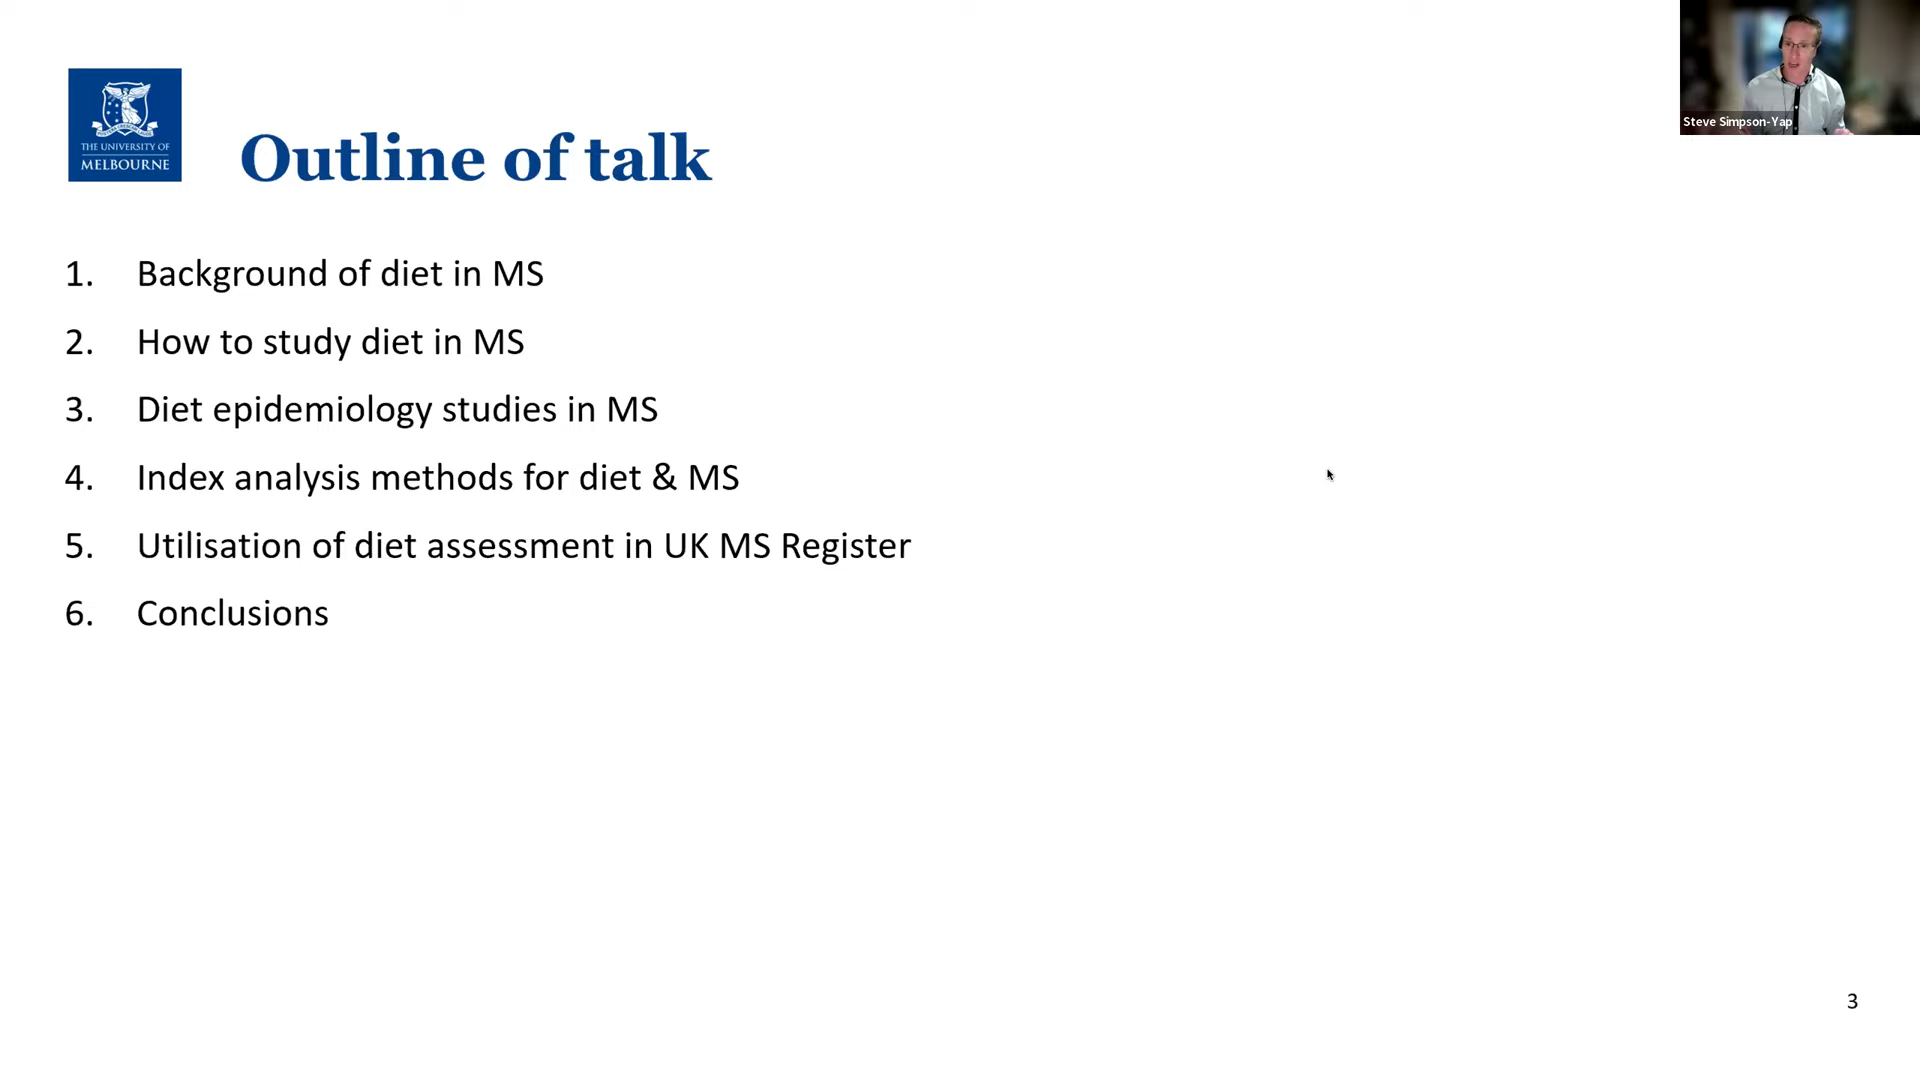 Steve Simpson-Yap
THE UNIVERSITY OF
MELBOURNE
Outline of talk
1. Background of diet in MS
2. How to study diet in MS
3. Diet epidemiology studies in MS
4. Index analysis methods for diet & MS
5. Utilisation of diet assessment in UK MS Register
6. Conclusions
3